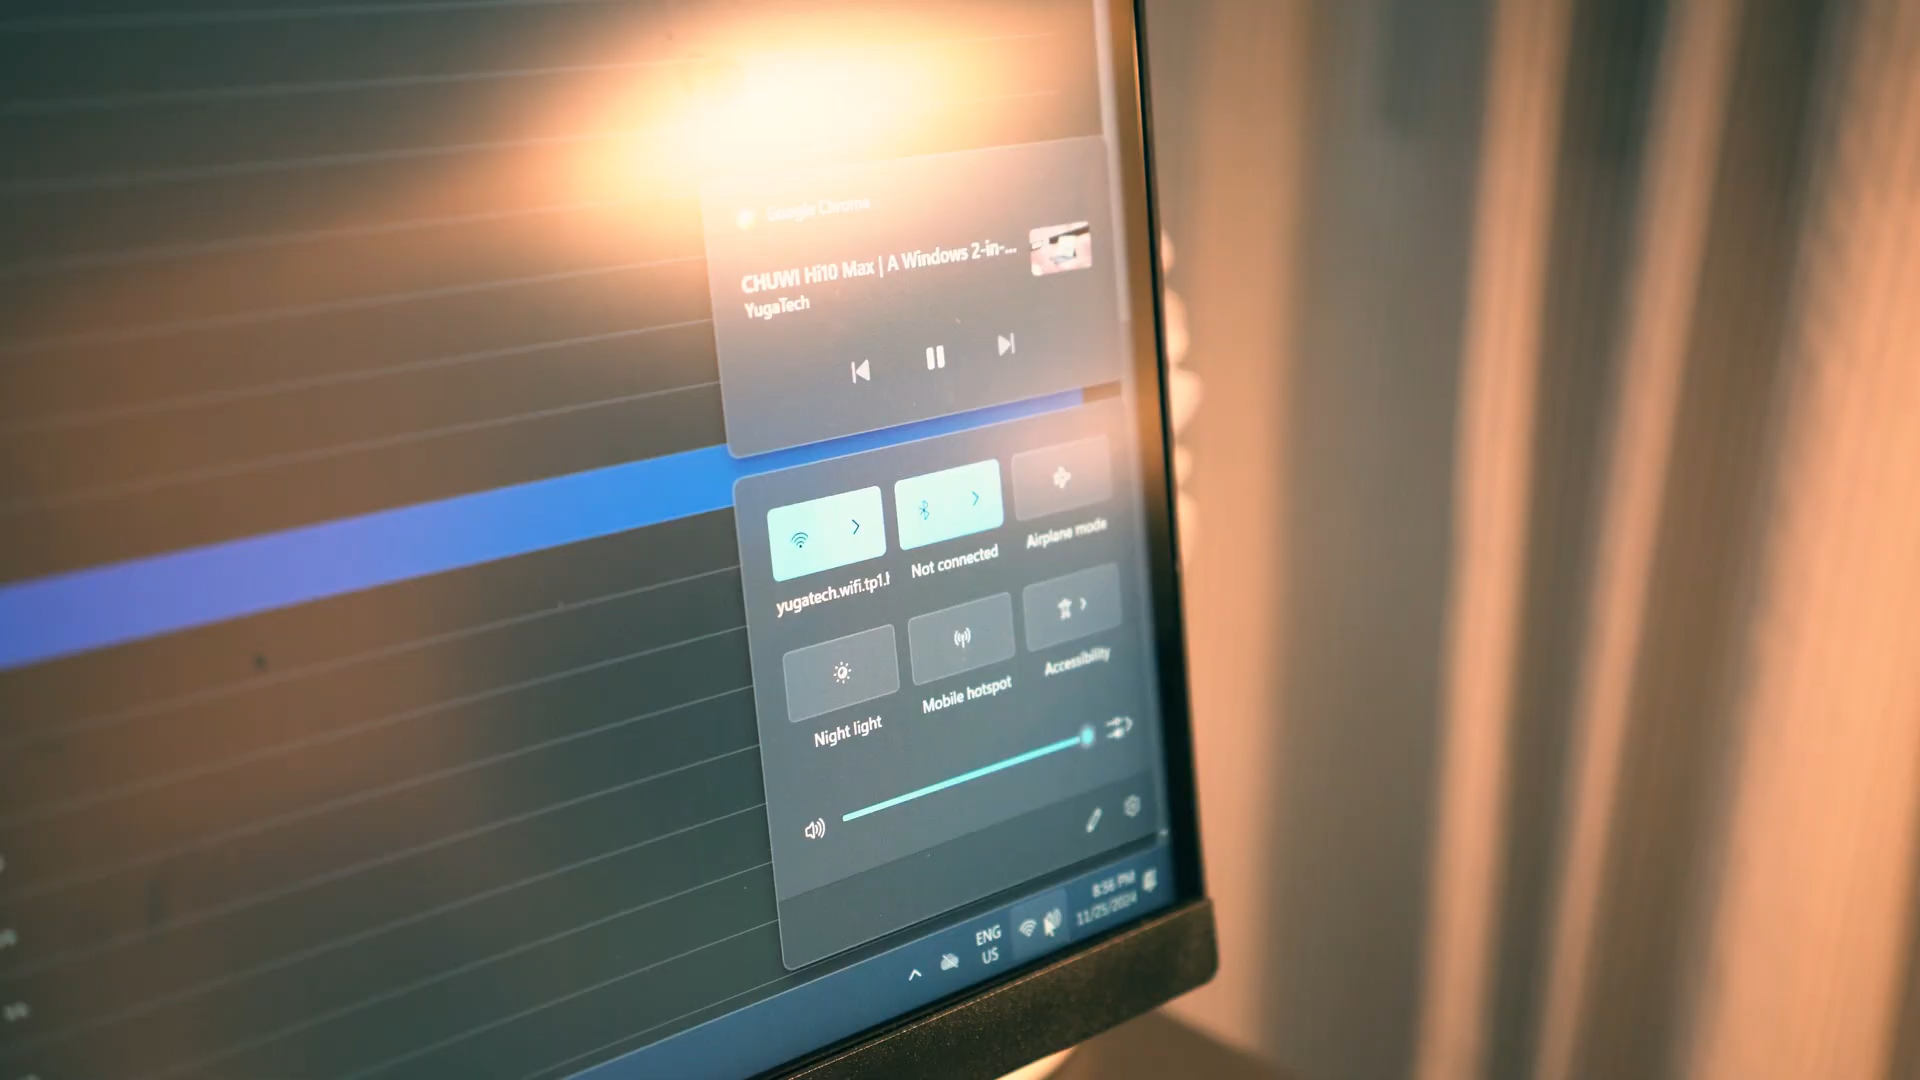 Google Chrome
CHUWI Hi10 Max | A Windows 2-in-...
YugaTech
yugatech.wifi.tp1.
Not connected
Airplane mode
Night light
Mobile hotspot
Accessibility
ENG
US
8:56 PM
11/25/2024